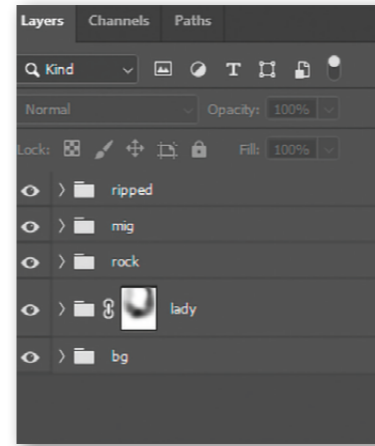 Layers Channels Paths
Kind
Normal Opacity: 100%
Lock: Fill: 100%
ripped
mig
rock
lady
bg